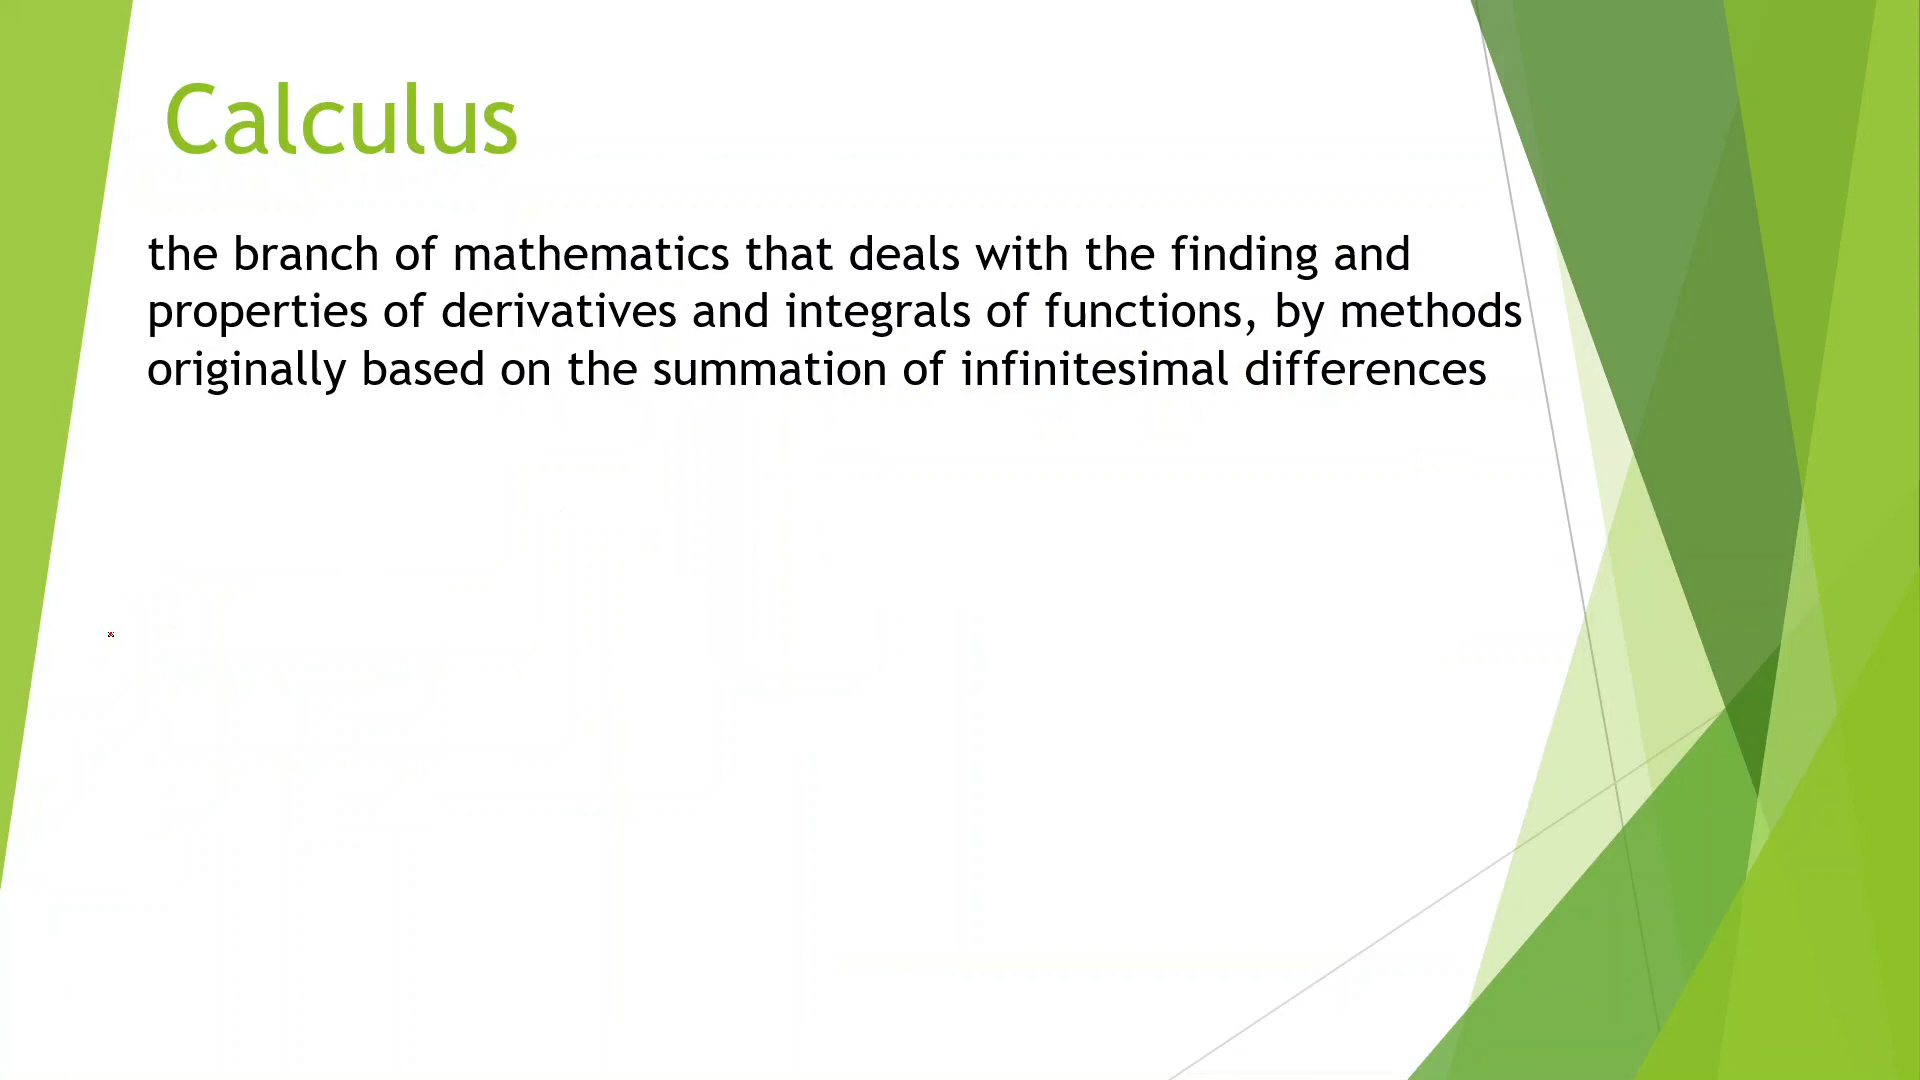 Calculus
the branch of mathematics that deals with the finding and
properties of derivatives and integrals of functions, by methods
originally based on the summation of infinitesimal differences